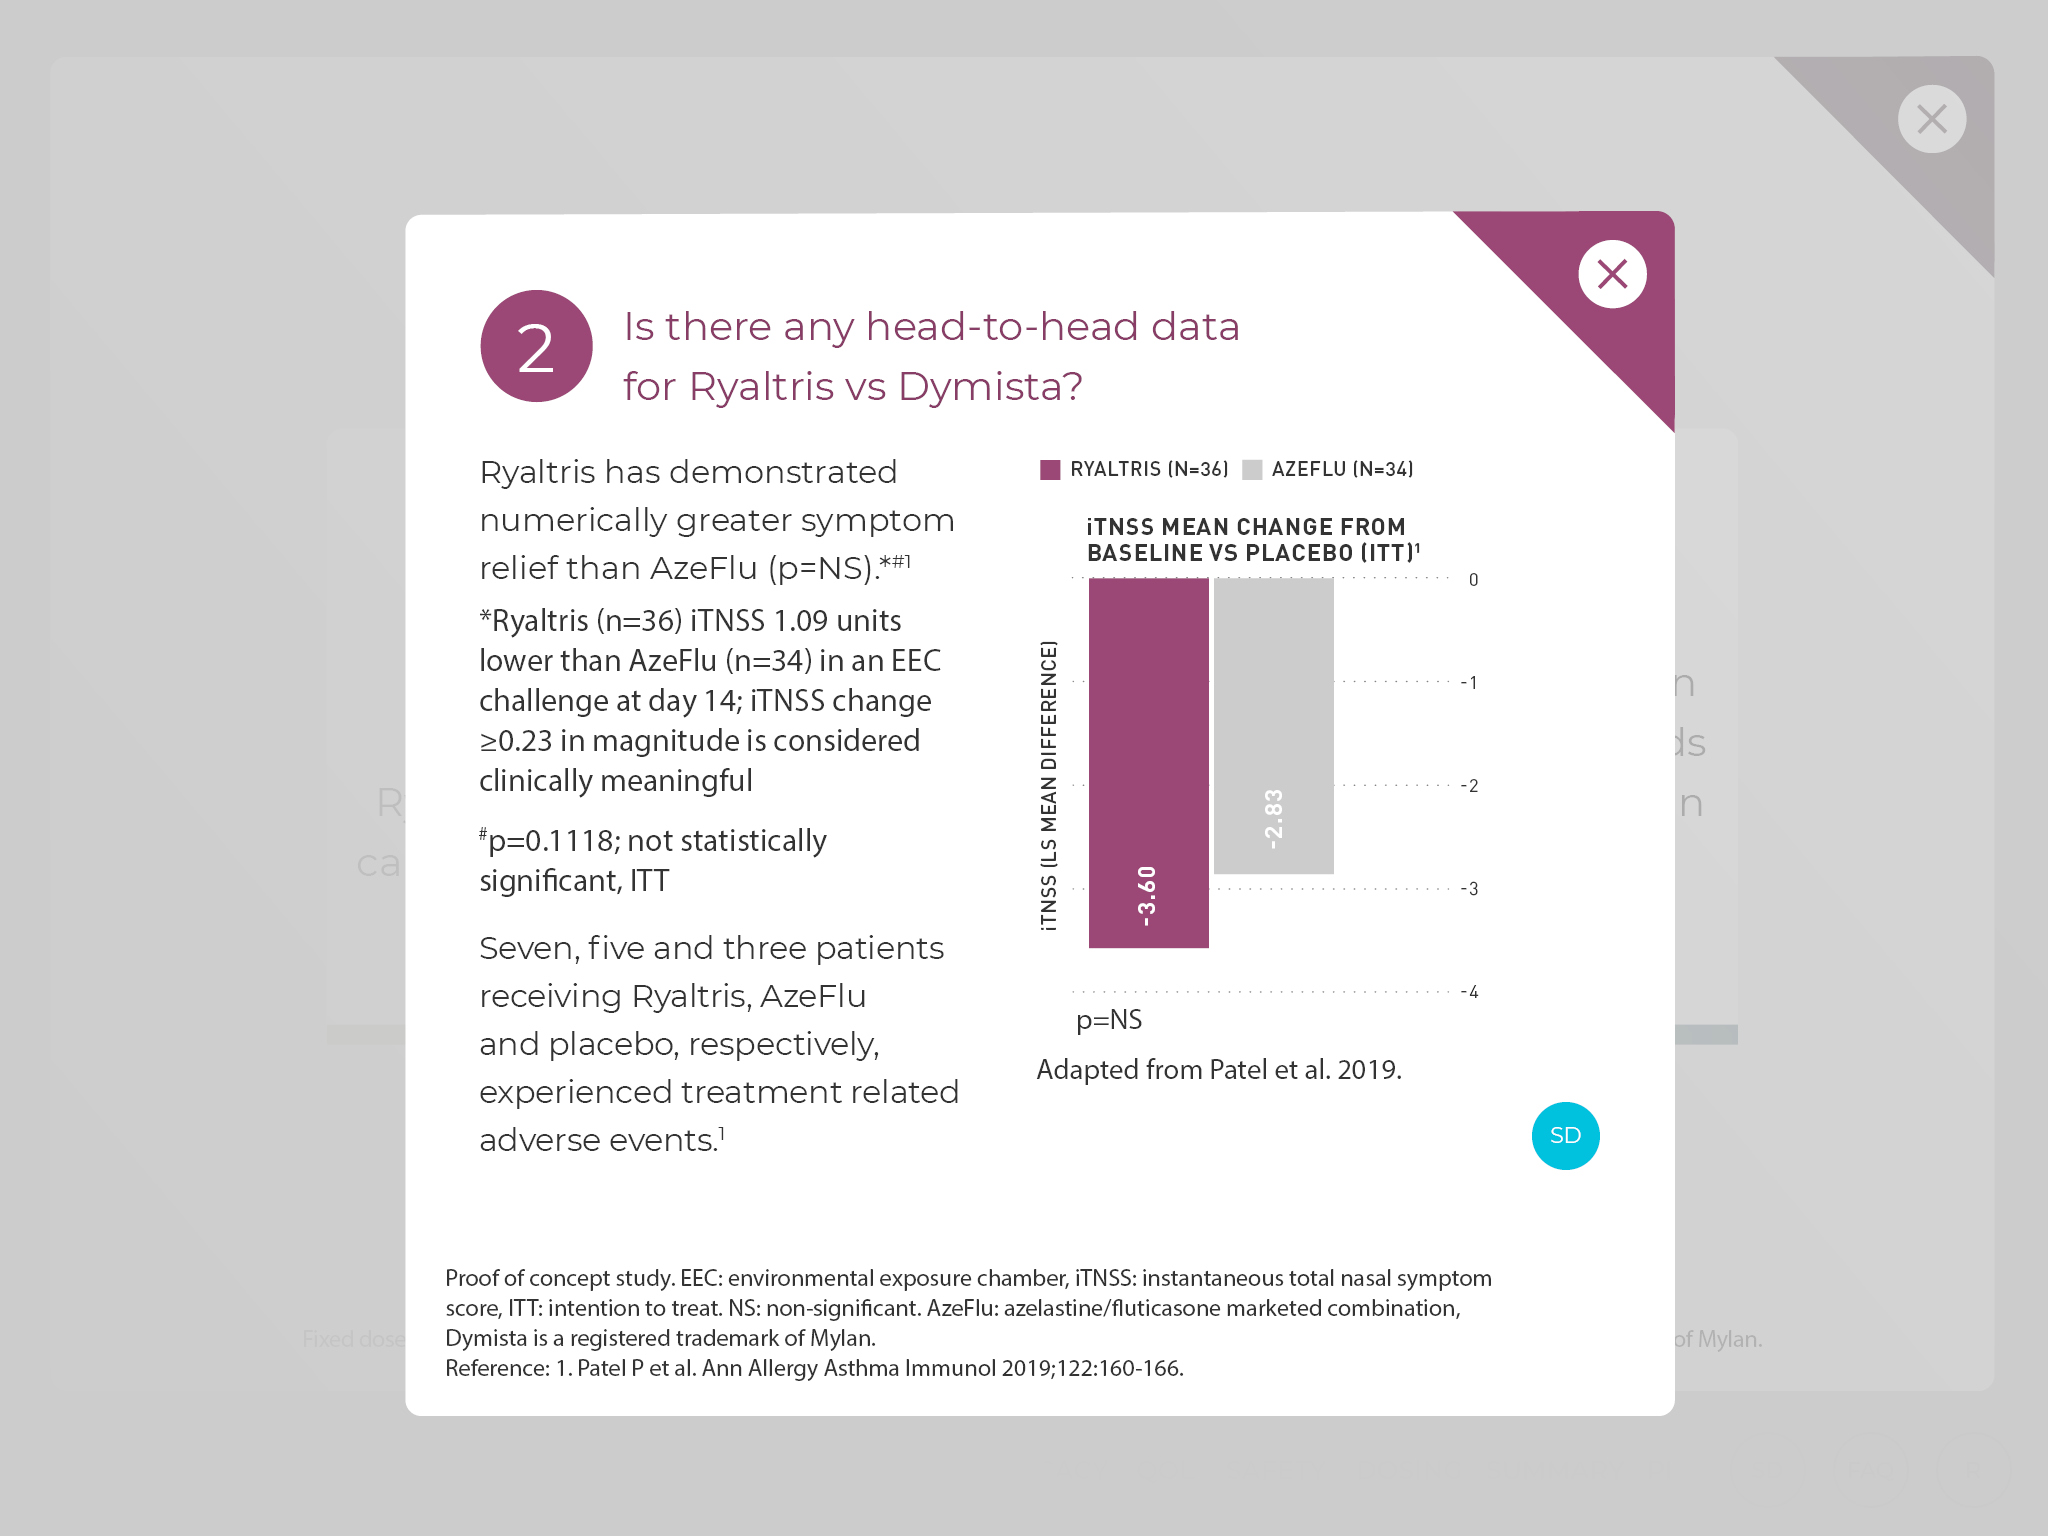 2
Is there any head-to-head data
for Ryaltris vs Dymista?
Ryaltris has demonstrated
numerically greater symptom
relief than AzeFlu (p=NS).*#1
*Ryaltris (n=36) iTNSS 1.09 units
lower than AzeFlu (n=34) in an EEC
challenge at day 14; iTNSS change
≥0.23 in magnitude is considered
clinically meaningful
#p=0.1118; not statistically
significant, ITT
Seven, five and three patients
receiving Ryaltris, AzeFlu
and placebo, respectively,
experienced treatment related
adverse events.1
RYALTRIS (N=36) AZEFLU (N=34)
iTNSS MEAN CHANGE FROM
BASELINE VS PLACEBO (ITT)1
iTNSS (LS MEAN DIFFERENCE)
0
-1
-2
-3
-4
-3.60
-2.83
p=NS
Adapted from Patel et al. 2019.
SD
Proof of concept study. EEC: environmental exposure chamber, iTNSS: instantaneous total nasal symptom
score, ITT: intention to treat. NS: non-significant. AzeFlu: azelastine/fluticasone marketed combination,
Dymista is a registered trademark of Mylan.
Reference: 1. Patel P et al. Ann Allergy Asthma Immunol 2019;122:160-166.
Fixed dose
of Mylan.